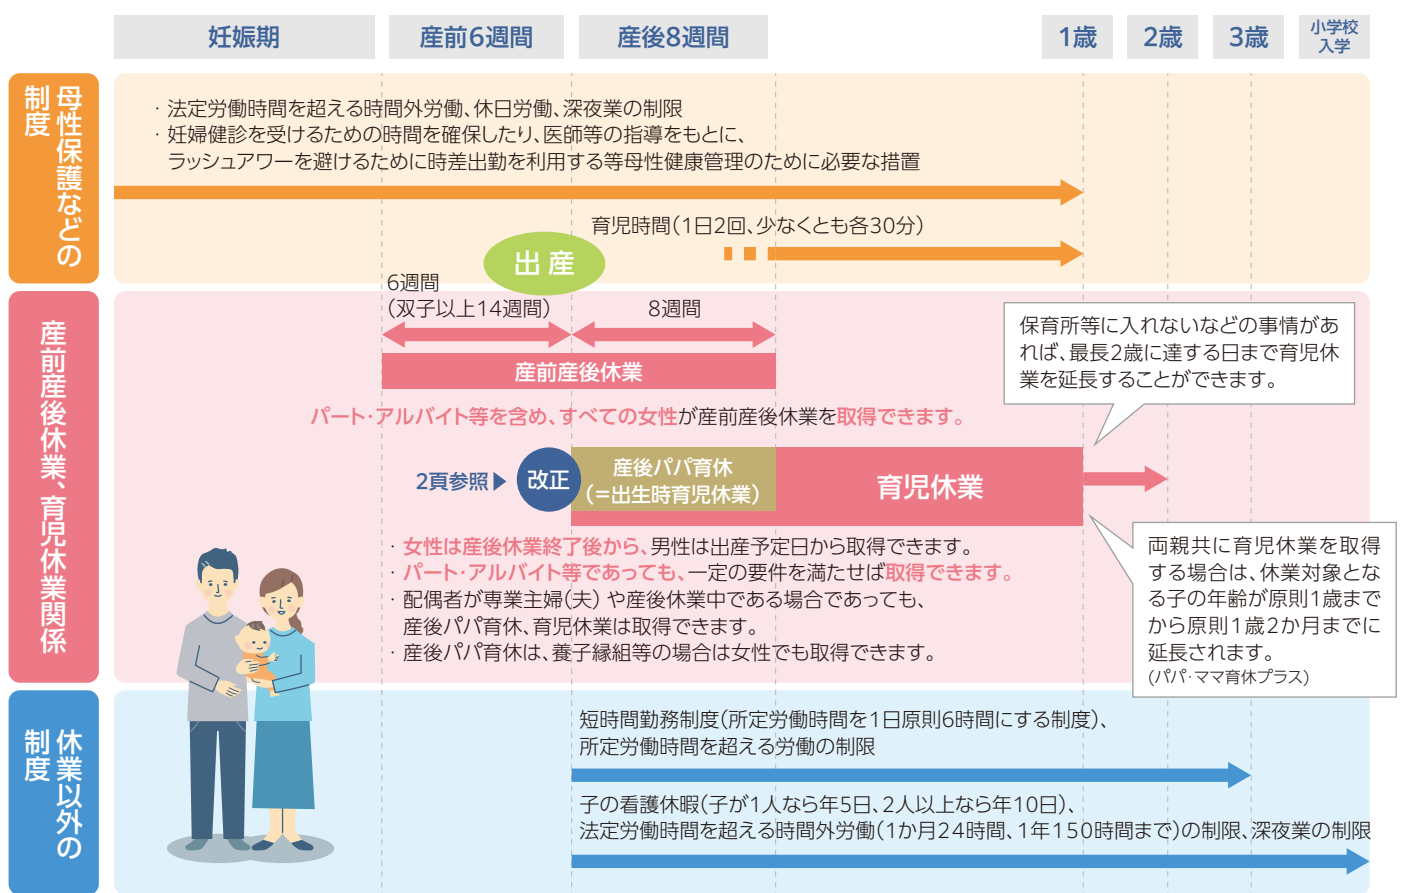 妊娠期
産前6週間
産後8週間
1歳
2歳
3歳
小学校
入学
母性保護などの
制度
・法定労働時間を超える時間外労働、休日労働、深夜業の制限
・妊婦健診を受けるための時間を確保したり、医師等の指導をもとに、
ラッシュアワーを避けるために時差出勤を利用する等母性健康管理のために必要な措置
育児時間(1日2回、少なくとも各30分)
出産
産前産後休業、育児休業関係
6週間
(双子以上14週間)
8週間
産前産後休業
パート・アルバイト等を含め、すべての女性が産前産後休業を取得できます。
保育所等に入れないなどの事情があ
れば、最長2歳に達する日まで育児休
業を延長することができます。
2頁参照▶
改正
産後パパ育休
(=出生時育児休業)
育児休業
・女性は産後休業終了後から、男性は出産予定日から取得できます。
・パート・アルバイト等であっても、一定の要件を満たせば取得できます。
・配偶者が専業主婦(夫)や産後休業中である場合であっても、
産後パパ育休、育児休業は取得できます。
・産後パパ育休は、養子縁組等の場合は女性でも取得できます。
両親共に育児休業を取得
する場合は、休業対象とな
る子の年齢が原則1歳まで
から原則1歳2か月までに
延長されます。
(パパ・ママ育休プラス)
休業以外の
制度
短時間勤務制度(所定労働時間を1日原則6時間にする制度)、
所定労働時間を超える労働の制限
子の看護休暇(子が1人なら年5日、2人以上なら年10日)、
法定労働時間を超える時間外労働(1か月24時間、1年150時間まで)の制限、深夜業の制限